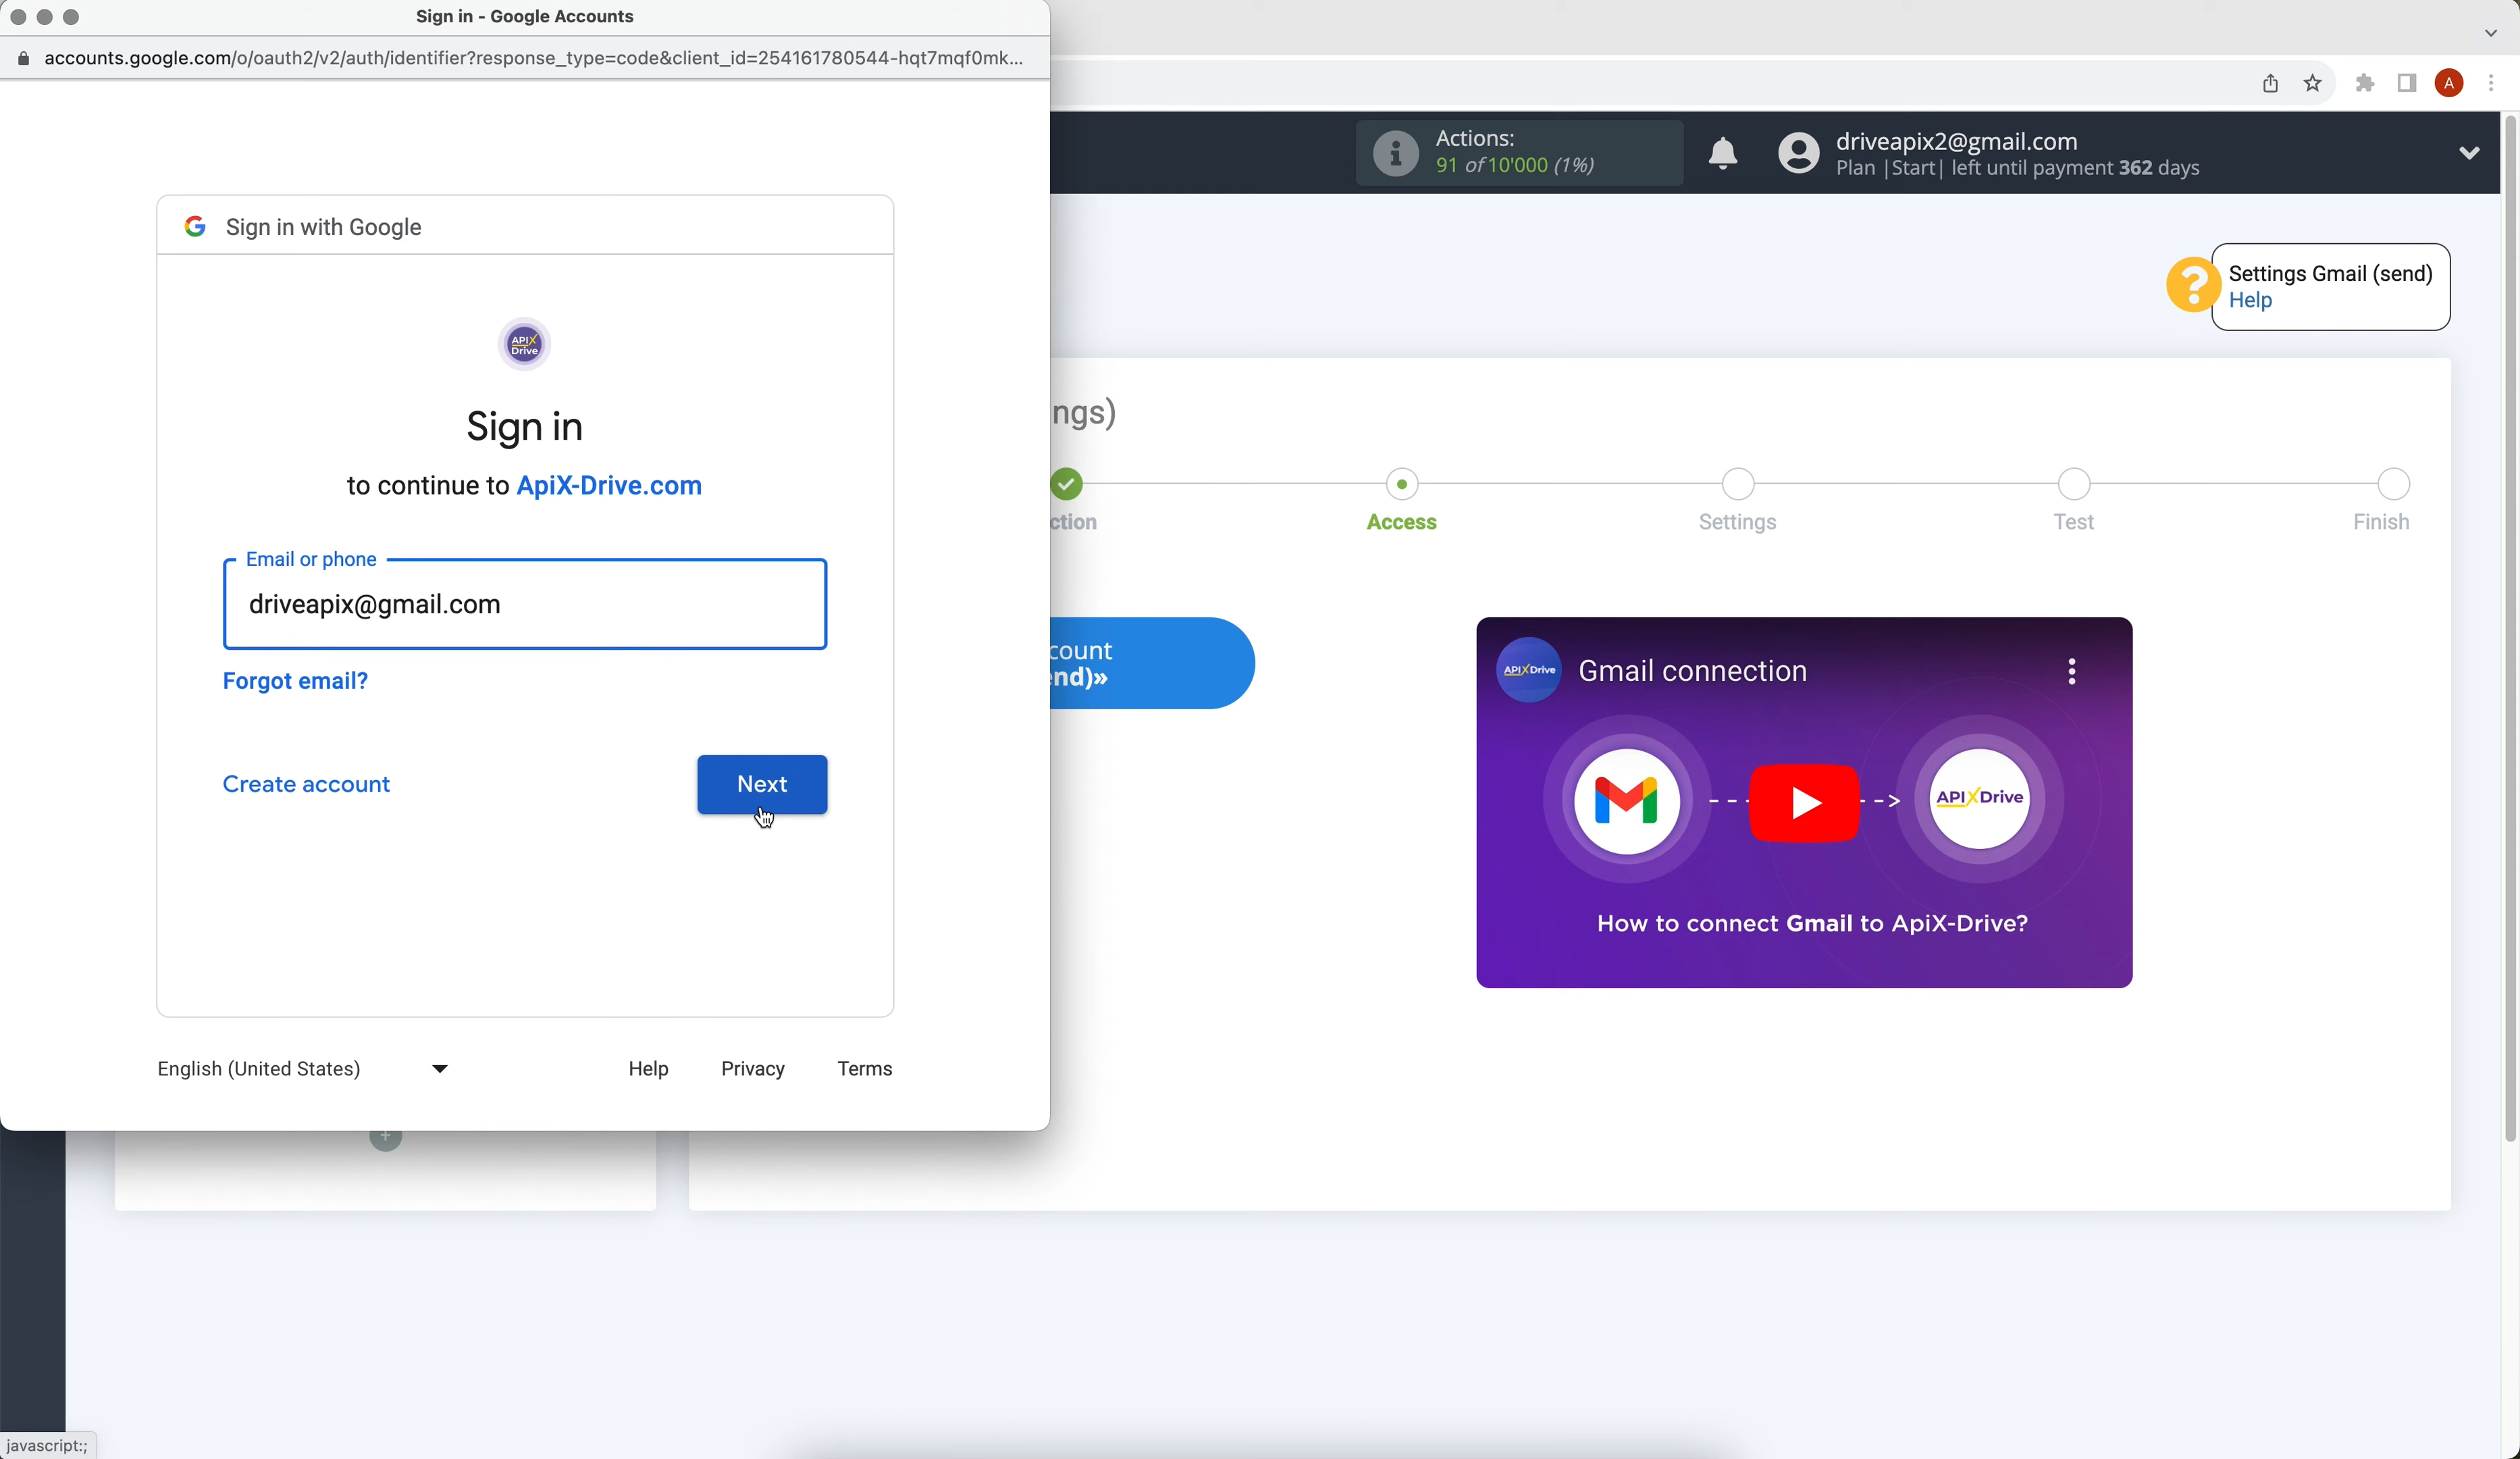 Sign in - Google Accounts
accounts.google.com/o/oauth2/v2/auth/identifier?response_type=code&client_id=254161780544-hqt7mqf0mk...
A
Actions:
91 of 10'000 (1%)
driveapix2@gmail.com
Plan |Start| left until payment 362 days
Sign in with Google
Settings Gmail (send)
Help
API X
Drive
Sign in
to continue to ApiX-Drive.com
ngs)
ction
Access
Settings
Test
Finish
Email or phone
driveapix@gmail.com
Forgot email?
count
end)»
APIXDrive
Gmail connection
Create account
Next
APIXDrive
How to connect Gmail to ApiX-Drive?
English (United States)
Help
Privacy
Terms
javascript:;